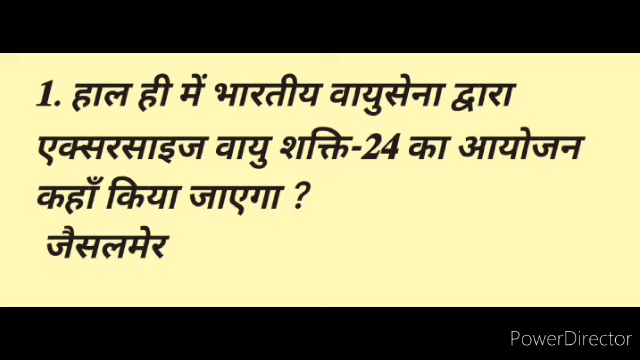 1. हाल ही में भारतीय वायुसेना द्वारा
एक्सरसाइज वायु शक्ति-24 का आयोजन
कहाँ किया जाएगा ?
जैसलमेर
PowerDirector